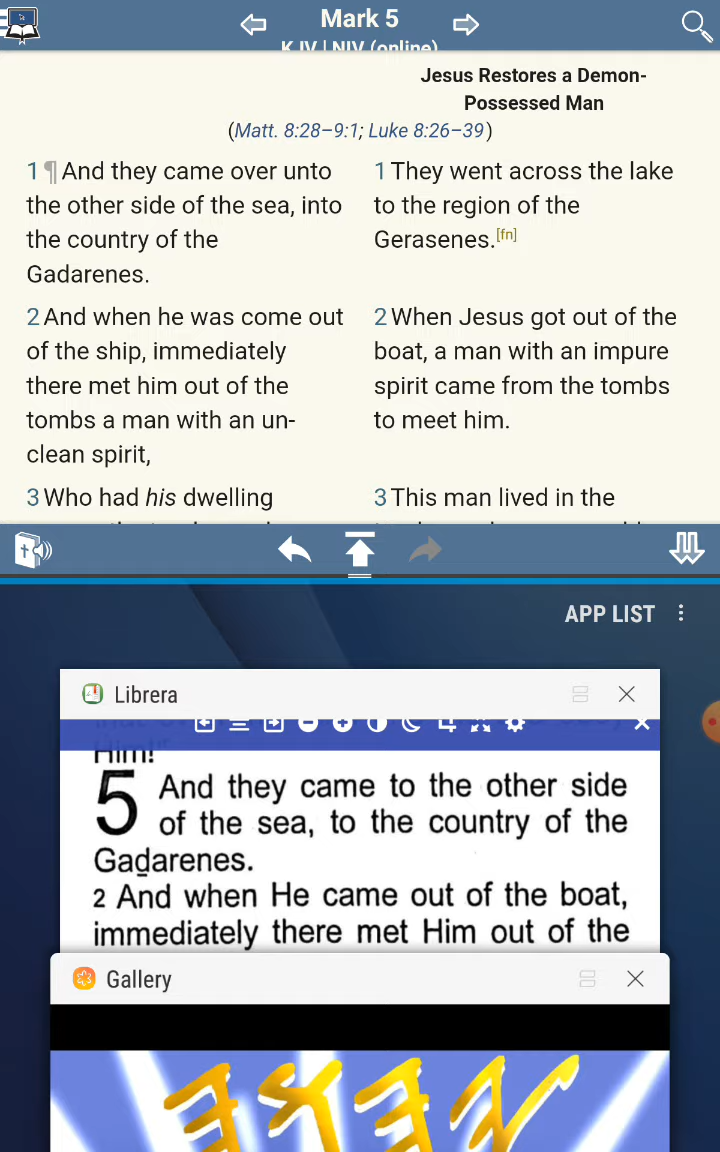 Mark 5
KJV | NIV (online)
Jesus Restores a Demon-
Possessed Man
(Matt. 8:28–9:1; Luke 8:26–39)
1 ¶ And they came over unto
the other side of the sea, into
the country of the
Gadarenes.
2 And when he was come out
of the ship, immediately
there met him out of the
tombs a man with an un-
clean spirit,
3 Who had his dwelling
1 They went across the lake
to the region of the
Gerasenes.[fn]
2 When Jesus got out of the
boat, a man with an impure
spirit came from the tombs
to meet him.
3 This man lived in the
APP LIST
Librera
Him!
5 And they came to the other side
of the sea, to the country of the
Gaḏarenes.
2 And when He came out of the boat,
immediately there met Him out of the
Gallery
𐤉𐤄𐤅𐤄